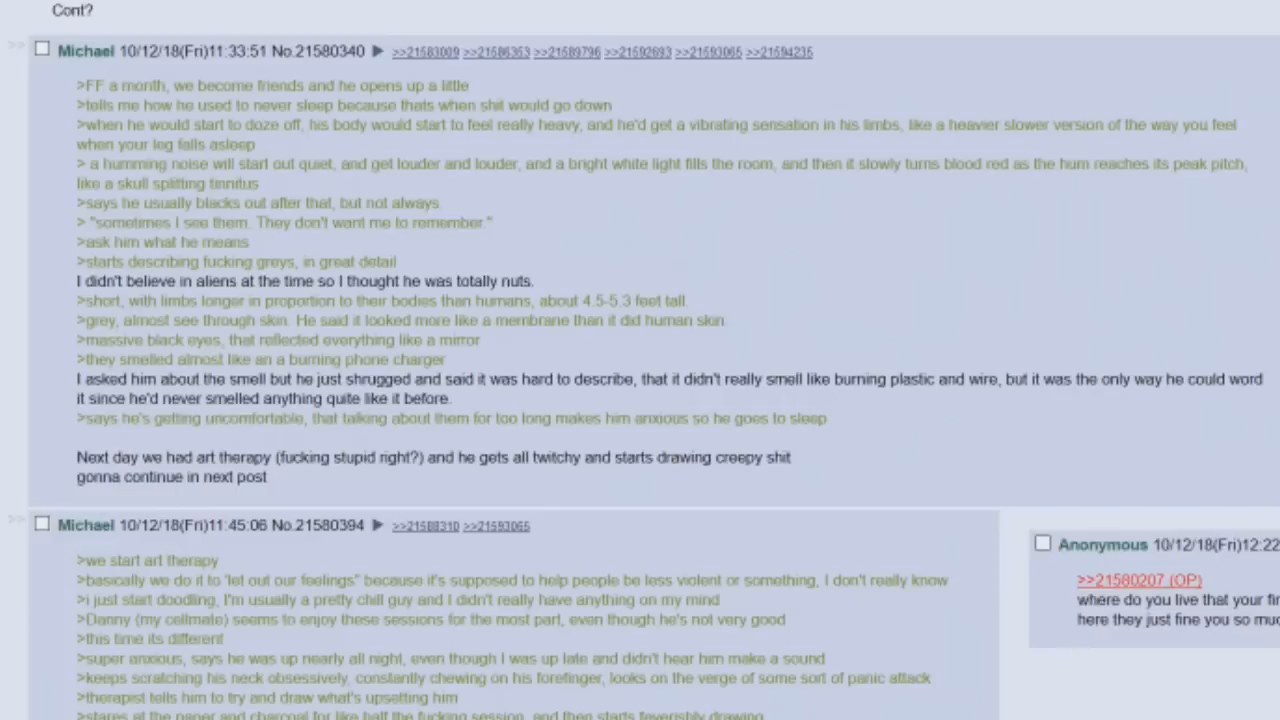 Cont?
Michael 10/12/18(Fri)11:33:51 No.21580340 ▶ >>21583009 >>21586353 >>21589796 >>21592693 >>21593065 >>21594235
>FF a month, we become friends and he opens up a little
>tells me how he used to never sleep because thats when shit would go down
>when he would start to doze off, his body would start to feel really heavy, and he'd get a vibrating sensation in his limbs, like a heavier slower version of the way you feel
when your leg falls asleep
> a humming noise will start out quiet, and get louder and louder, and a bright white light fills the room, and then it slowly turns blood red as the hum reaches its peak pitch,
like a skull splitting tinnitus
>says he usually blacks out after that, but not always
> "sometimes I see them. They don't want me to remember."
>ask him what he means
>starts describing fucking greys, in great detail
I didn't believe in aliens at the time so I thought he was totally nuts.
>short, with limbs longer in proportion to their bodies than humans, about 4.5-5.3 feet tall
>grey, almost see through skin. He said it looked more like a membrane than it did human skin
>massive black eyes, that reflected everything like a mirror
>they smelled almost like an a burning phone charger
I asked him about the smell but he just shrugged and said it was hard to describe, that it didn't really smell like burning plastic and wire, but it was the only way he could word
it since he'd never smelled anything quite like it before.
>says he's getting uncomfortable, that talking about them for too long makes him anxious so he goes to sleep
Next day we had art therapy (fucking stupid right?) and he gets all twitchy and starts drawing creepy shit
gonna continue in next post
Michael 10/12/18(Fri)11:45:06 No.21580394 ▶ >>21588310 >>21593065
>we start art therapy
>basically we do it to "let out our feelings" because it's supposed to help people be less violent or something, I don't really know
>i just start doodling, I'm usually a pretty chill guy and I didn't really have anything on my mind
>Danny (my cellmate) seems to enjoy these sessions for the most part, even though he's not very good
>this time its different
>super anxious, says he was up nearly all night, even though I was up late and didn't hear him make a sound
>keeps scratching his neck obsessively, constantly chewing on his forefinger, looks on the verge of some sort of panic attack
>therapist tells him to try and draw what's upsetting him
>stares at the paper and charcoal for like half the fucking session, and then starts feverishly drawing
Anonymous 10/12/18(Fri)12:22
>>21580207 (OP)
where do you live that your fir
here they just fine you so muc